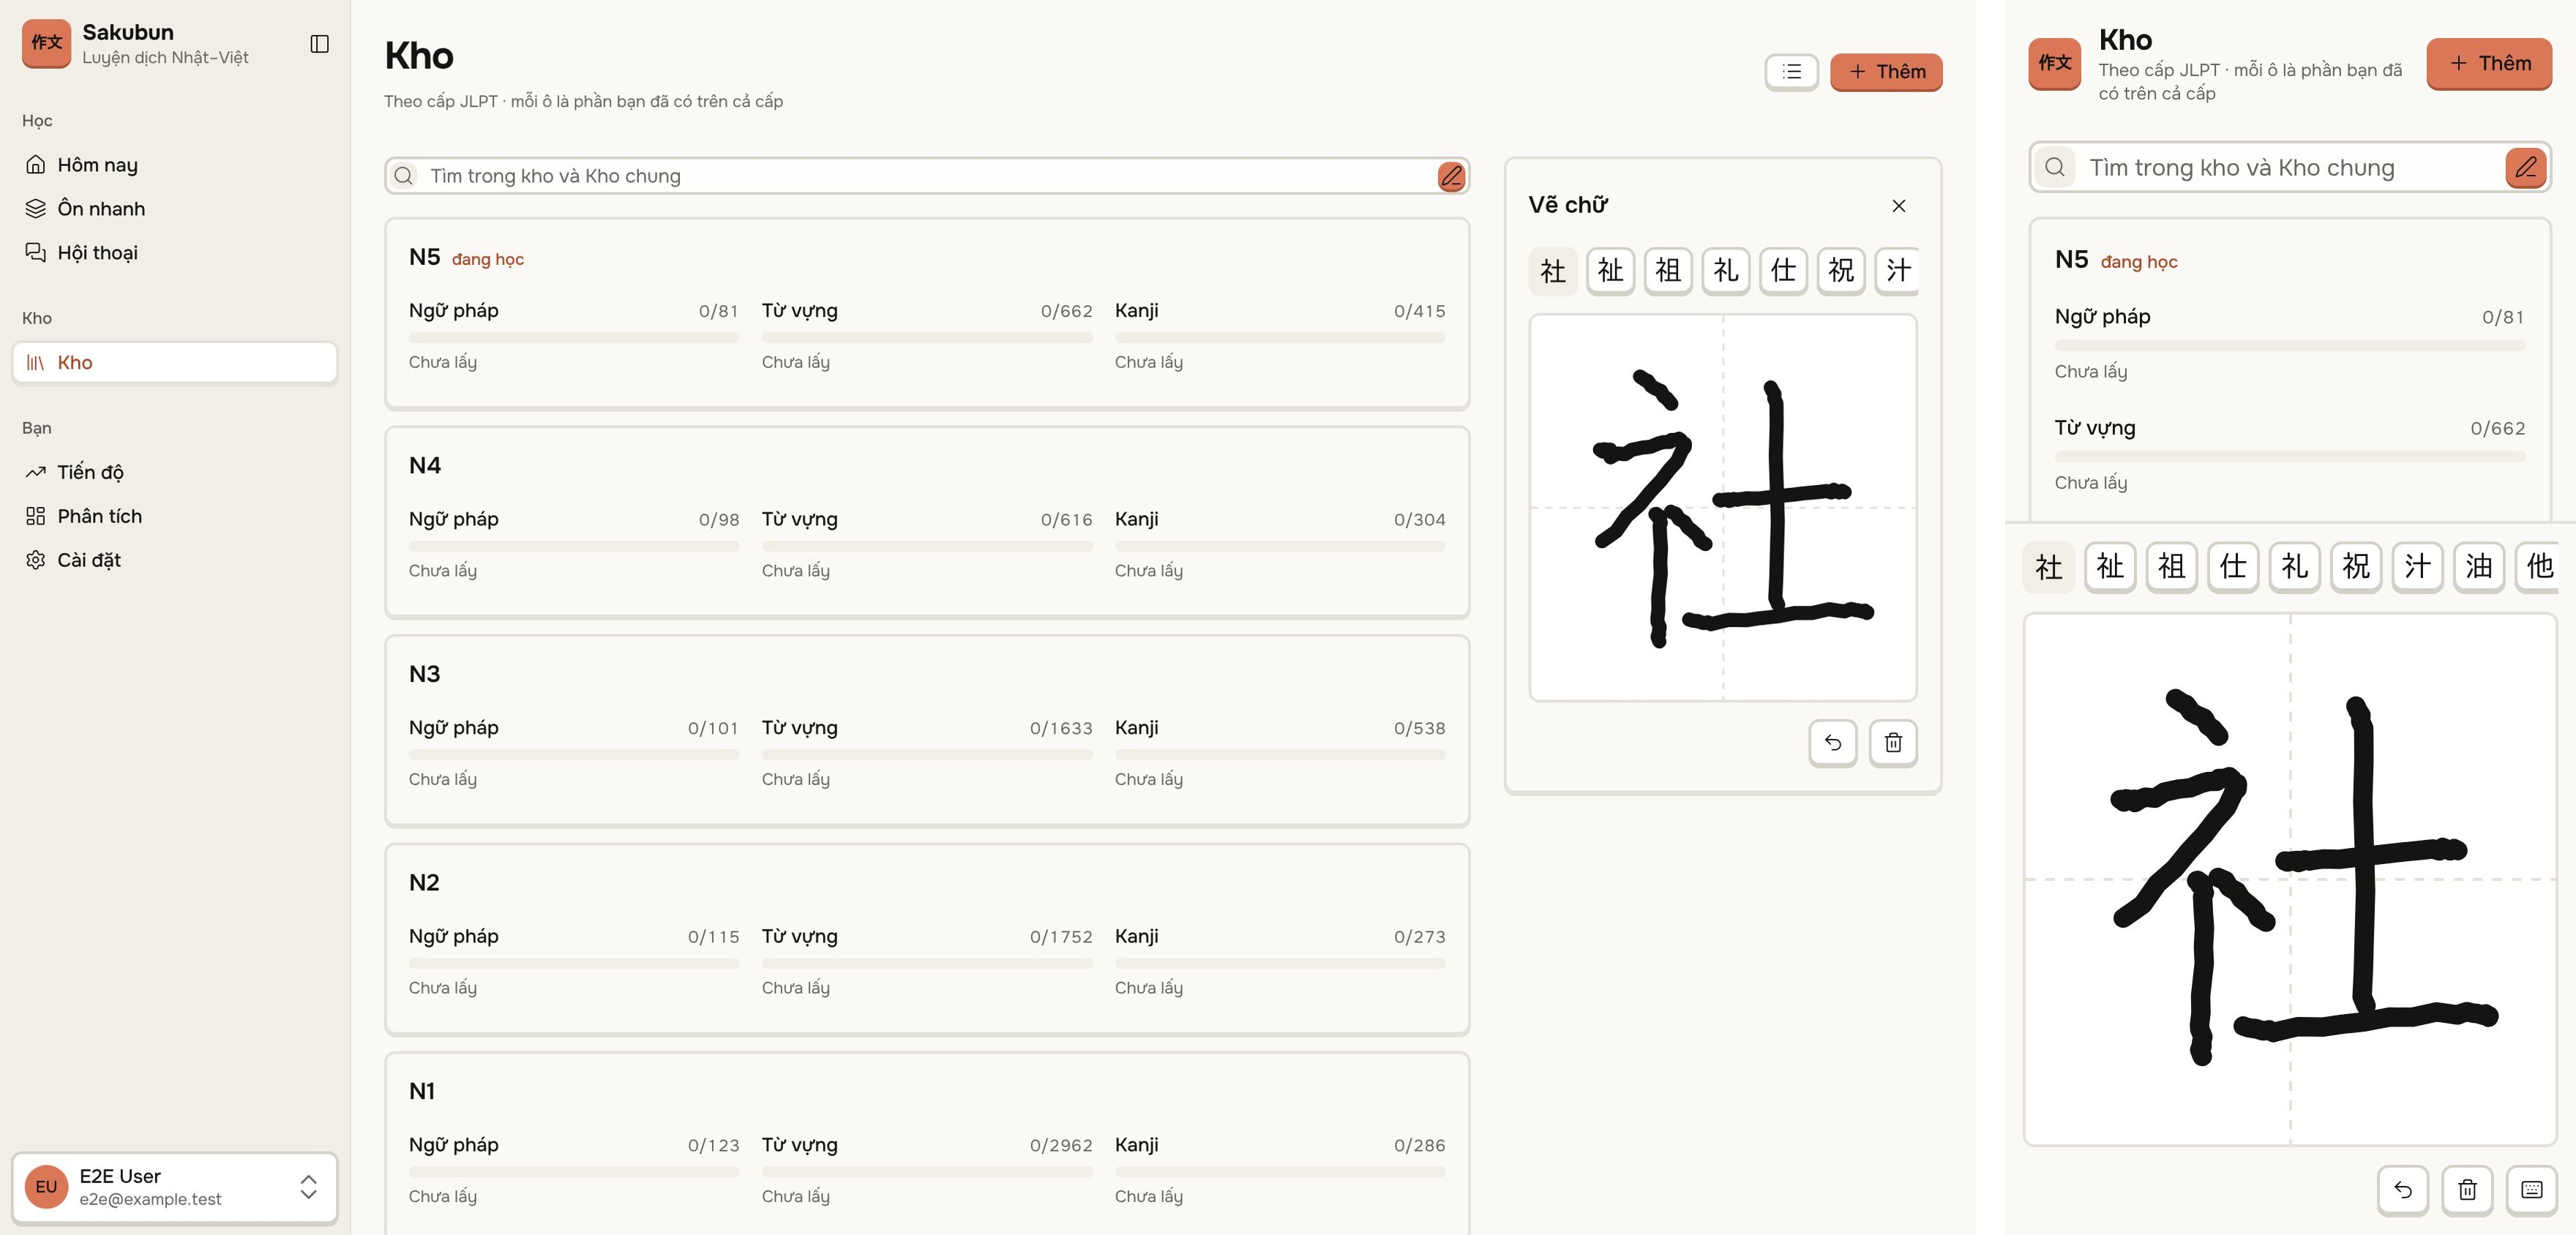 作文
Sakubun
Luyện dịch Nhật–Việt
Học
Hôm nay
Ôn nhanh
Hội thoại
Kho
Kho
Bạn
Tiến độ
Phân tích
Cài đặt
EU
E2E User
e2e@example.test
Kho
Theo cấp JLPT · mỗi ô là phần bạn đã có trên cả cấp
Thêm
Tìm trong kho và Kho chung
N5 đang học
Ngữ pháp 0/81 Từ vựng 0/662 Kanji 0/415
Chưa lấy Chưa lấy Chưa lấy
N4
Ngữ pháp 0/98 Từ vựng 0/616 Kanji 0/304
Chưa lấy Chưa lấy Chưa lấy
N3
Ngữ pháp 0/101 Từ vựng 0/1633 Kanji 0/538
Chưa lấy Chưa lấy Chưa lấy
N2
Ngữ pháp 0/115 Từ vựng 0/1752 Kanji 0/273
Chưa lấy Chưa lấy Chưa lấy
N1
Ngữ pháp 0/123 Từ vựng 0/2962 Kanji 0/286
Chưa lấy Chưa lấy Chưa lấy
Vẽ chữ
社 祉 祖 礼 仕 祝 汁
社
作文
Kho
Theo cấp JLPT · mỗi ô là phần bạn đã
có trên cả cấp
Thêm
Tìm trong kho và Kho chung
N5 đang học
Ngữ pháp 0/81
Chưa lấy
Từ vựng 0/662
Chưa lấy
社 祉 祖 仕 礼 祝 汁 油 他
社